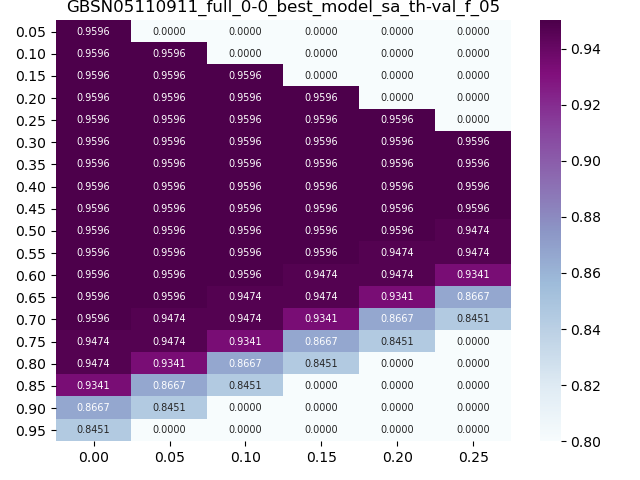 GBSN05110911_full_0-0_best_model_sa_th-val_f_05
0.05 0.9596 0.0000 0.0000 0.0000 0.0000 0.0000
0.10 0.9596 0.9596 0.0000 0.0000 0.0000 0.0000
0.15 0.9596 0.9596 0.9596 0.0000 0.0000 0.0000
0.20 0.9596 0.9596 0.9596 0.9596 0.0000 0.0000
0.25 0.9596 0.9596 0.9596 0.9596 0.9596 0.0000
0.30 0.9596 0.9596 0.9596 0.9596 0.9596 0.9596
0.35 0.9596 0.9596 0.9596 0.9596 0.9596 0.9596
0.40 0.9596 0.9596 0.9596 0.9596 0.9596 0.9596
0.45 0.9596 0.9596 0.9596 0.9596 0.9596 0.9596
0.50 0.9596 0.9596 0.9596 0.9596 0.9596 0.9474
0.55 0.9596 0.9596 0.9596 0.9596 0.9474 0.9474
0.60 0.9596 0.9596 0.9596 0.9474 0.9474 0.9341
0.65 0.9596 0.9596 0.9474 0.9474 0.9341 0.8667
0.70 0.9596 0.9474 0.9474 0.9341 0.8667 0.8451
0.75 0.9474 0.9474 0.9341 0.8667 0.8451 0.0000
0.80 0.9474 0.9341 0.8667 0.8451 0.0000 0.0000
0.85 0.9341 0.8667 0.8451 0.0000 0.0000 0.0000
0.90 0.8667 0.8451 0.0000 0.0000 0.0000 0.0000
0.95 0.8451 0.0000 0.0000 0.0000 0.0000 0.0000
0.00 0.05 0.10 0.15 0.20 0.25
0.94
0.92
0.90
0.88
0.86
0.84
0.82
0.80